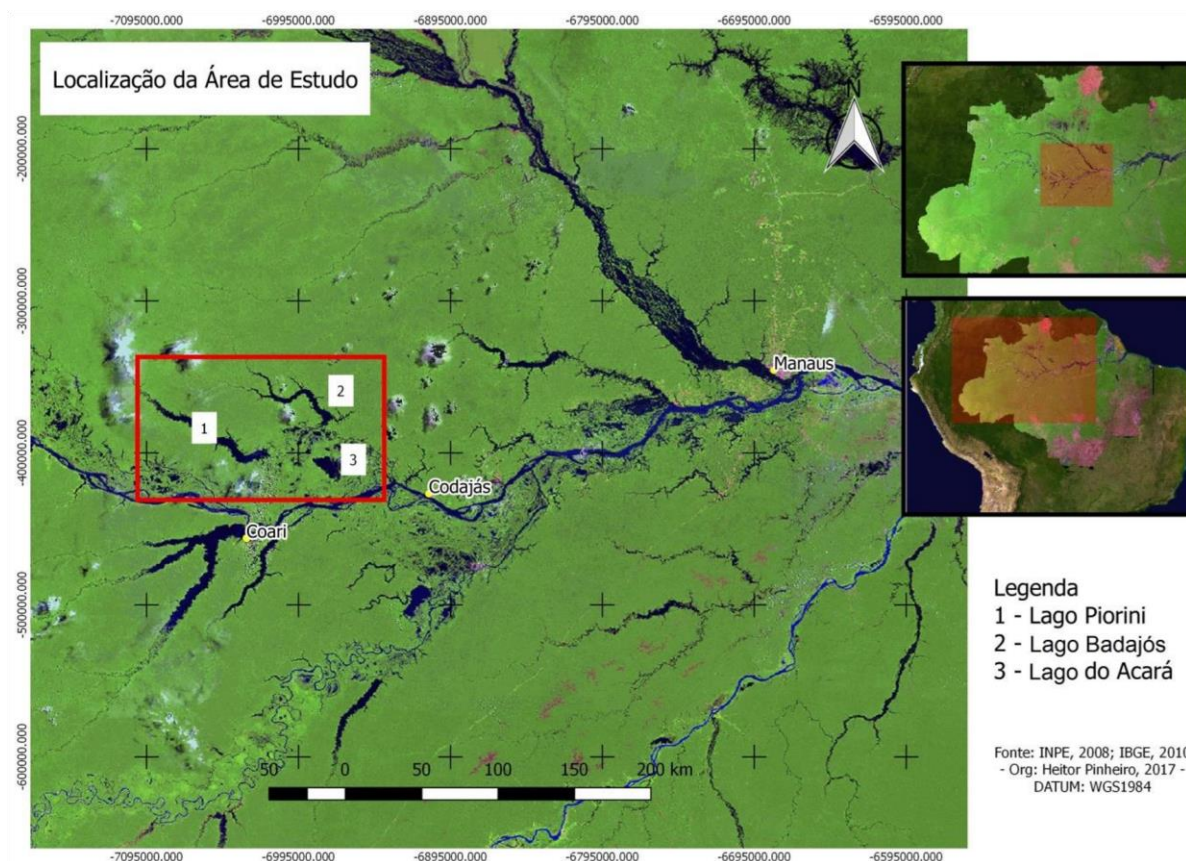 -7095000.000 -6995000.000 -6895000.000 -6795000.000 -6695000.000 -6595000.000
Localização da Área de Estudo
N
-200000.000
-300000.000
-400000.000
-500000.000
-600000.000
Manaus
1
2
3
Codajás
Coari
50 0 50 100 150 200 km
-7095000.000 -6995000.000 -6895000.000 -6795000.000 -6695000.000 -6595000.000
Legenda
1 - Lago Piorini
2 - Lago Badajós
3 - Lago do Acará
Fonte: INPE, 2008; IBGE, 2010
- Org: Heitor Pinheiro, 2017 -
DATUM: WGS1984